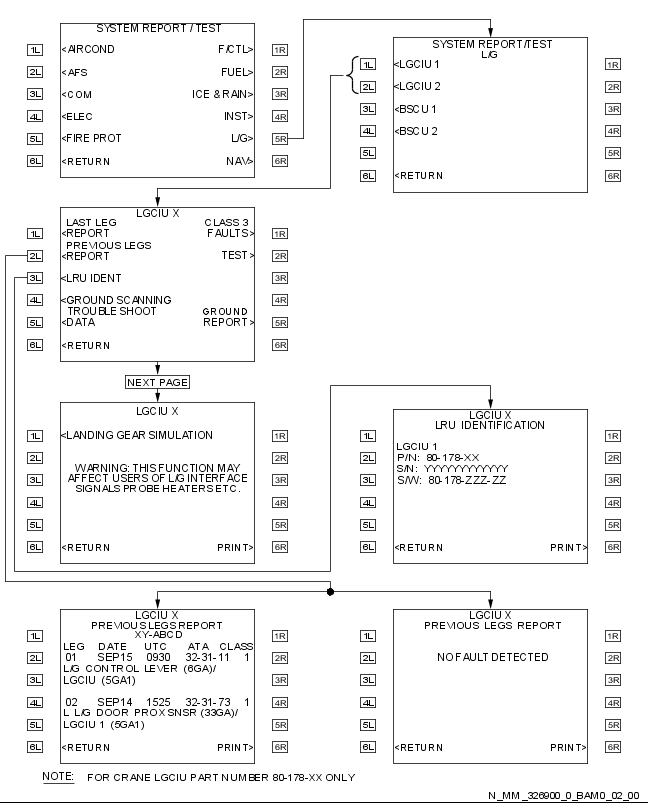 SYSTEM REPORT / TEST
1L <AIRCOND F/CTL> 1R
2L <AFS FUEL> 2R
3L <COM ICE & RAIN> 3R
4L <ELEC INST> 4R
5L <FIRE PROT L/G> 5R
6L <RETURN NAV> 6R
SYSTEM REPORT/TEST
L/G
1L <LGCIU 1 1R
2L <LGCIU 2 2R
3L <BSCU 1 3R
4L <BSCU 2 4R
5L 5R
6L <RETURN 6R
LGCIU X
LAST LEG CLASS 3
1L <REPORT FAULTS> 1R
PREVIOUS LEGS
2L <REPORT TEST> 2R
3L <LRU IDENT 3R
4L <GROUND SCANNING 4R
TROUBLE SHOOT GROUND
5L <DATA REPORT> 5R
6L <RETURN 6R
NEXT PAGE
LGCIU X
1L <LANDING GEAR SIMULATION 1R
2L WARNING: THIS FUNCTION MAY 2R
3L AFFECT USERS OF L/G INTERFACE 3R
SIGNALS PROBE HEATERS ETC.
4L 4R
5L 5R
6L <RETURN PRINT> 6R
LGCIU X
LRU IDENTIFICATION
1L 1R
LGCIU 1
2L P/N: 80-178-XX 2R
S/N: YYYYYYYYYYYY
3L S/W: 80-178-ZZZ-ZZ 3R
4L 4R
5L 5R
6L <RETURN PRINT> 6R
LGCIU X
PREVIOUS LEGS REPORT
1L XY-ABCD 1R
LEG DATE UTC ATA CLASS
2L 01 SEP15 0930 32-31-11 1 2R
L/G CONTROL LEVER (6GA)/
3L LGCIU (5GA1) 3R
4L 02 SEP14 1525 32-31-73 1 4R
L L/G DOOR PROX SNSR (33GA)/
5L LGCIU 1 (5GA1) 5R
6L <RETURN PRINT> 6R
LGCIU X
PREVIOUS LEGS REPORT
1L 1R
2L NO FAULT DETECTED 2R
3L 3R
4L 4R
5L 5R
6L <RETURN PRINT> 6R
NOTE: FOR CRANE LGCIU PART NUMBER 80-178-XX ONLY
N_MM_326900_0_BAM0_02_00